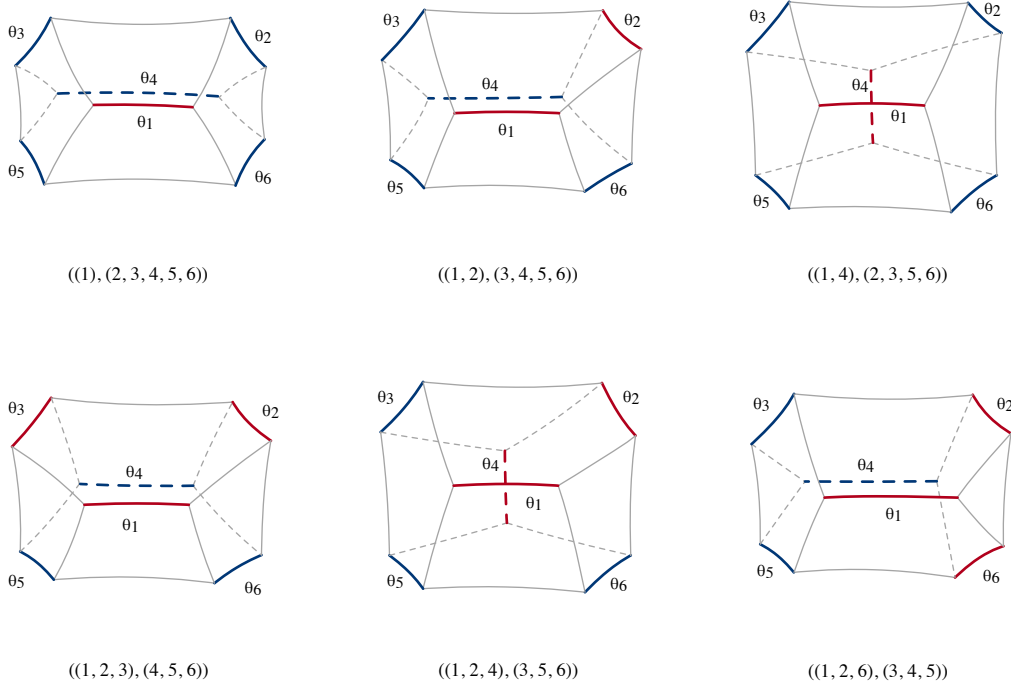 θ3 θ2 θ4 θ1 θ5 θ6
θ3 θ2 θ4 θ1 θ5 θ6
θ3 θ2 θ4 θ1 θ5 θ6
((1), (2, 3, 4, 5, 6))
((1, 2), (3, 4, 5, 6))
((1, 4), (2, 3, 5, 6))
θ3 θ2 θ4 θ1 θ5 θ6
θ3 θ2 θ4 θ1 θ5 θ6
θ3 θ2 θ4 θ1 θ5 θ6
((1, 2, 3), (4, 5, 6))
((1, 2, 4), (3, 5, 6))
((1, 2, 6), (3, 4, 5))